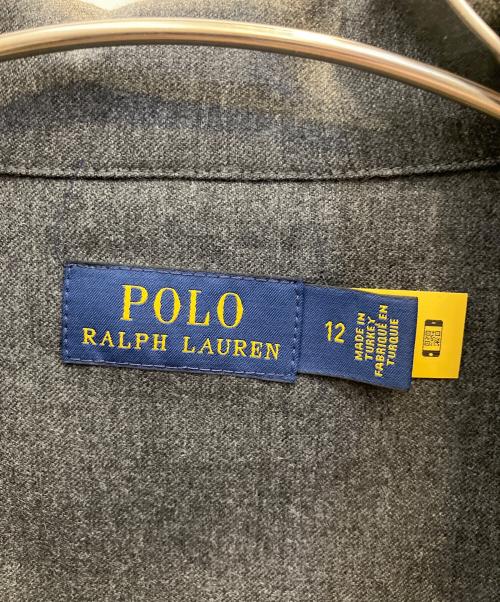 POLO
RALPH LAUREN
12
MADE IN
TURKEY
FABRIQUÉ EN
TURQUIE